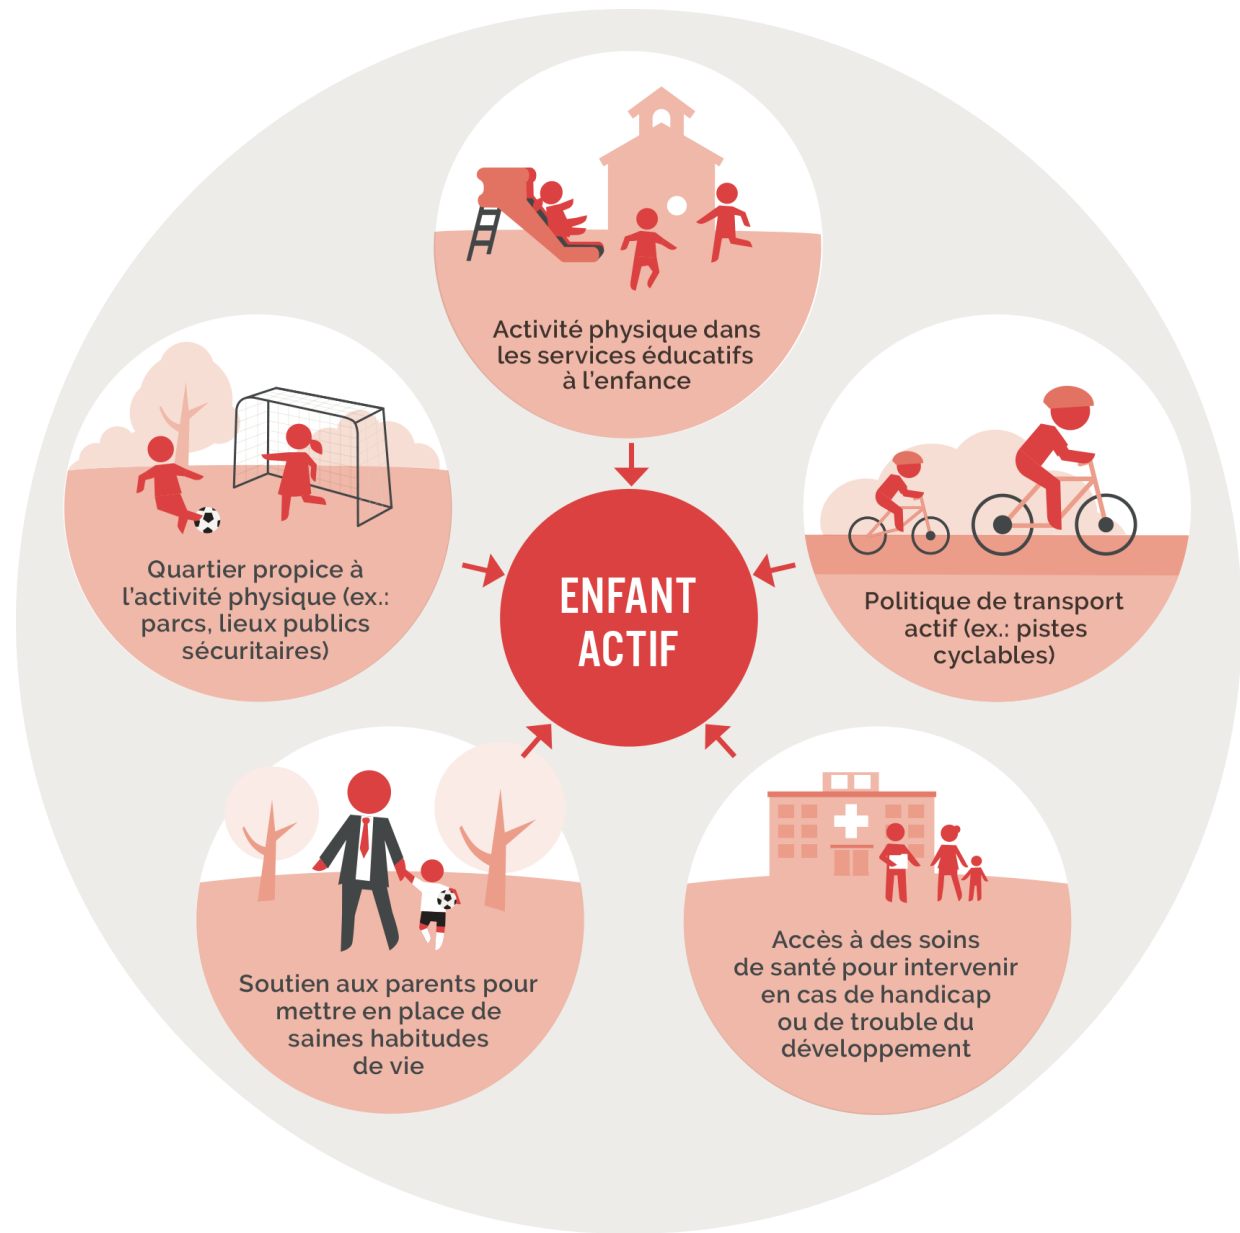 Activité physique dans
les services éducatifs
à l'enfance
Quartier propice à
l'activité physique (ex.:
parcs, lieux publics
sécuritaires)
ENFANT
ACTIF
Politique de transport
actif (ex.: pistes
cyclables)
Soutien aux parents pour
mettre en place de
saines habitudes
de vie
Accès à des soins
de santé pour intervenir
en cas de handicap
ou de trouble du
développement